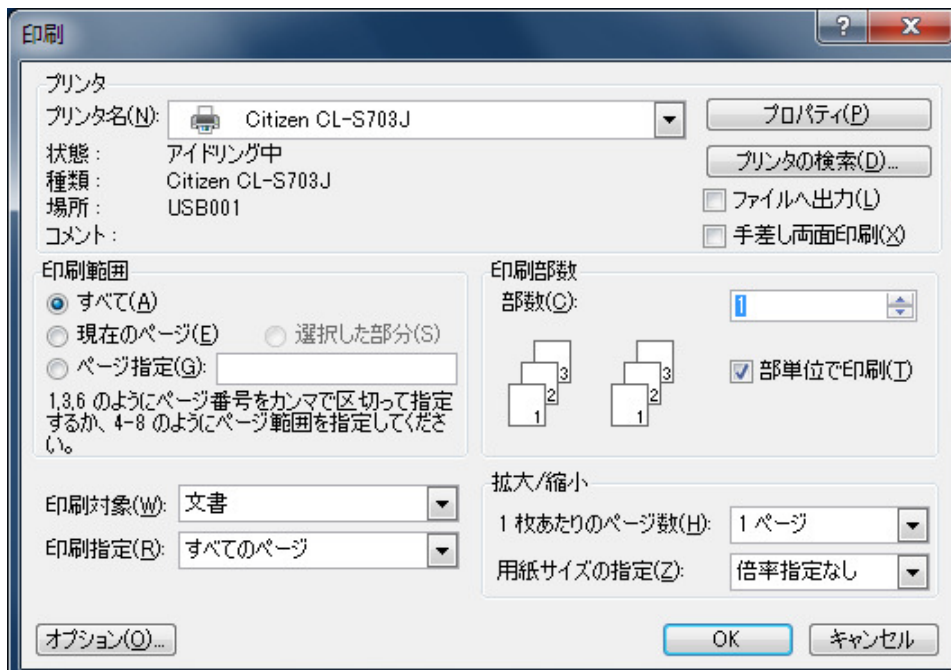 印刷
プリンタ
プリンタ名(N): Citizen CL-S703J プロパティ(P)
状態： アイドリング中 プリンタの検索(D)...
種類： Citizen CL-S703J
場所： USB001 ファイルへ出力(L)
コメント： 手差し両面印刷(X)
印刷範囲
すべて(A)
現在のページ(E) 選択した部分(S)
ページ指定(G):
1,3,6 のようにページ番号をカンマで区切って指定
するか、4-8 のようにページ範囲を指定してくださ
い。
印刷部数
部数(C): 1
部単位で印刷(T)
1 2 3 1 2 3
印刷対象(W): 文書
印刷指定(R): すべてのページ
拡大/縮小
1 枚あたりのページ数(H): 1 ページ
用紙サイズの指定(Z): 倍率指定なし
オプション(O)... OK キャンセル